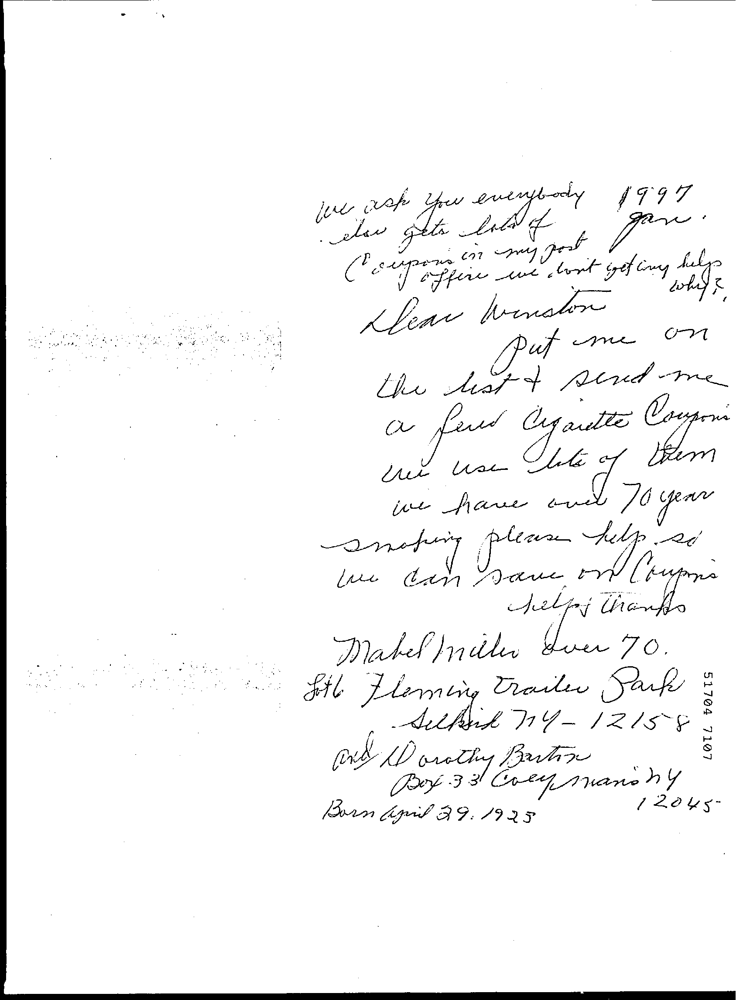 we ask you everybody 1997
else gets lots of Jan.
Coupons in my post
office we dont get any helps
why?
Dear Winston
Put me on
the list & send me
a few Cigarette Coupons
we use lots of them
we have over 70 year
smoking please help so
we can save on Coupons
helps thanks
Mabel Miller over 70.
Lot 6 Fleming Trailer Park
Selkirk NY - 12158
and Dorothy Barton
Box 33 Coeymans NY
12045
Born April 29. 1923
51704 7107